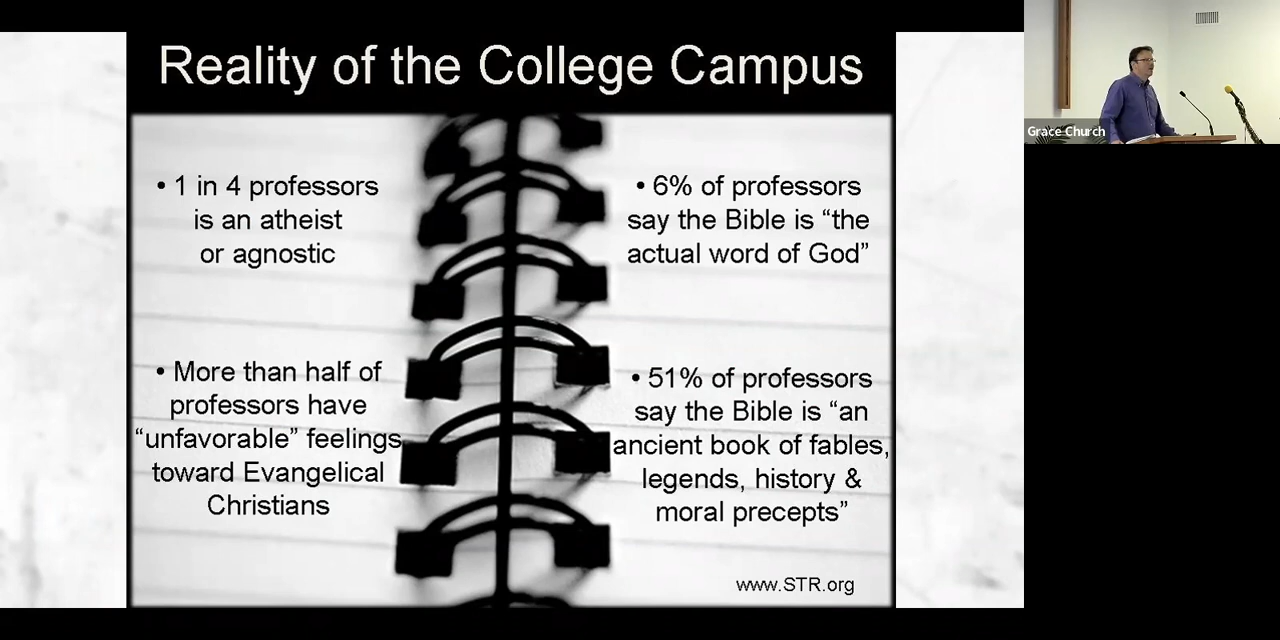 Reality of the College Campus
• 1 in 4 professors
is an atheist
or agnostic
• More than half of
professors have
“unfavorable” feelings
toward Evangelical
Christians
• 6% of professors
say the Bible is “the
actual word of God”
• 51% of professors
say the Bible is “an
ancient book of fables,
legends, history &
moral precepts”
www.STR.org
Grace Church